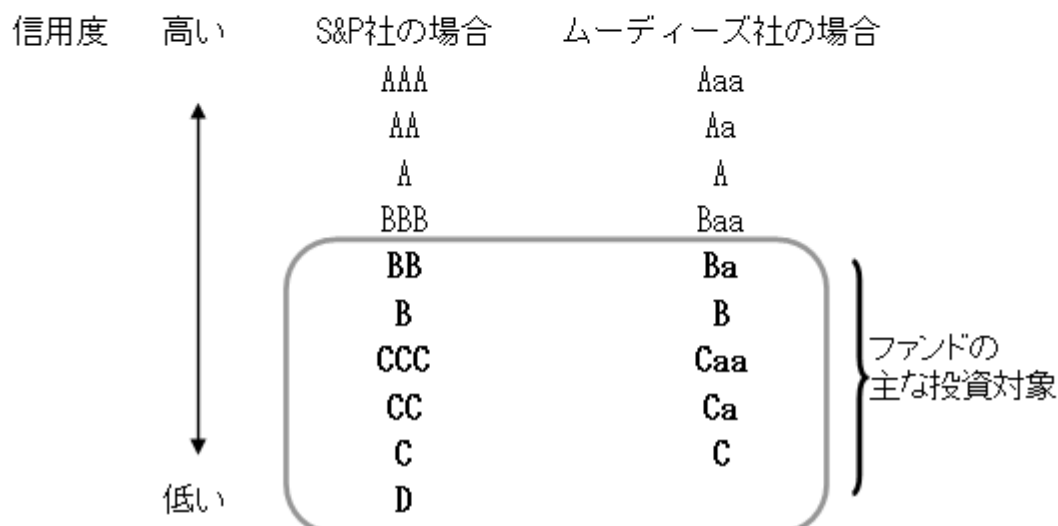 信用度 高い S&P社の場合 ムーディーズ社の場合
AAA Aaa
AA Aa
A A
BBB Baa
BB Ba
B B
CCC Caa
CC Ca
C C
低い D
ファンドの
主な投資対象